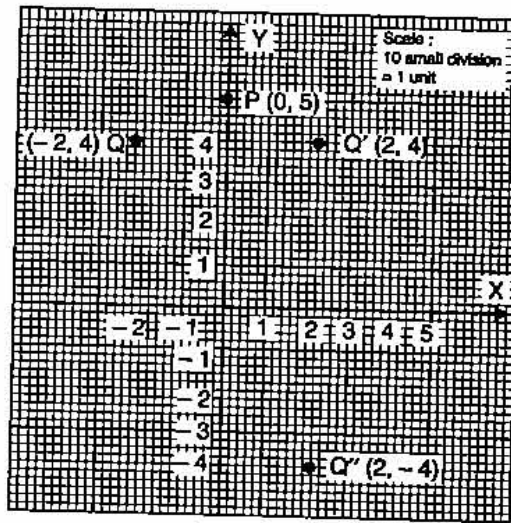 Y
Scale :
10 small division
= 1 unit
P (0, 5)
(– 2, 4) Q
4
Q′ (2, 4)
3
2
1
X
– 2
– 1
1
2
3
4
5
– 1
– 2
– 3
– 4
Q″ (2, – 4)